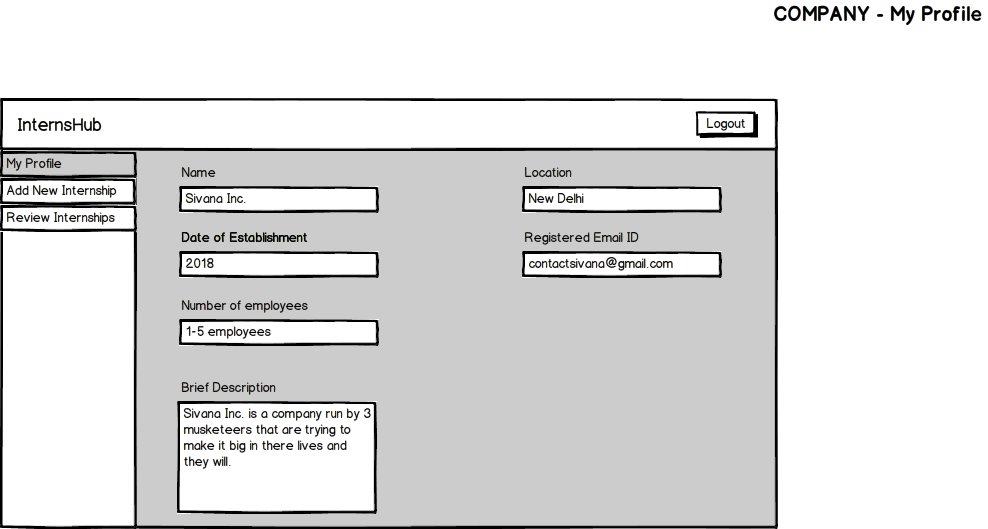 COMPANY - My Profile
InternsHub
Logout
My Profile
Add New Internship
Review Internships
Name
Sivana Inc.
Location
New Delhi
Date of Establishment
2018
Registered Email ID
contactsivana@gmail.com
Number of employees
1-5 employees
Brief Description
Sivana Inc. is a company run by 3
musketeers that are trying to
make it big in there lives and
they will.